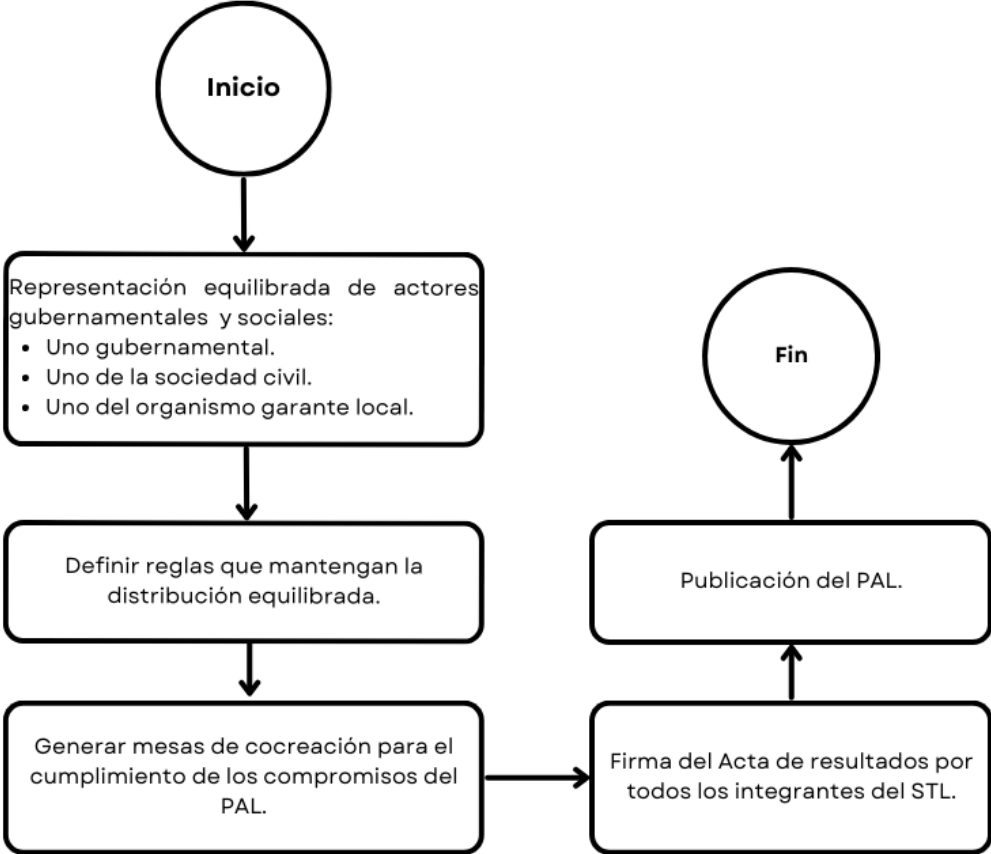 Inicio
Representación equilibrada de actores
gubernamentales y sociales:
• Uno gubernamental.
• Uno de la sociedad civil.
• Uno del organismo garante local.
Definir reglas que mantengan la
distribución equilibrada.
Generar mesas de cocreación para el
cumplimiento de los compromisos del
PAL.
Firma del Acta de resultados por
todos los integrantes del STL.
Publicación del PAL.
Fin